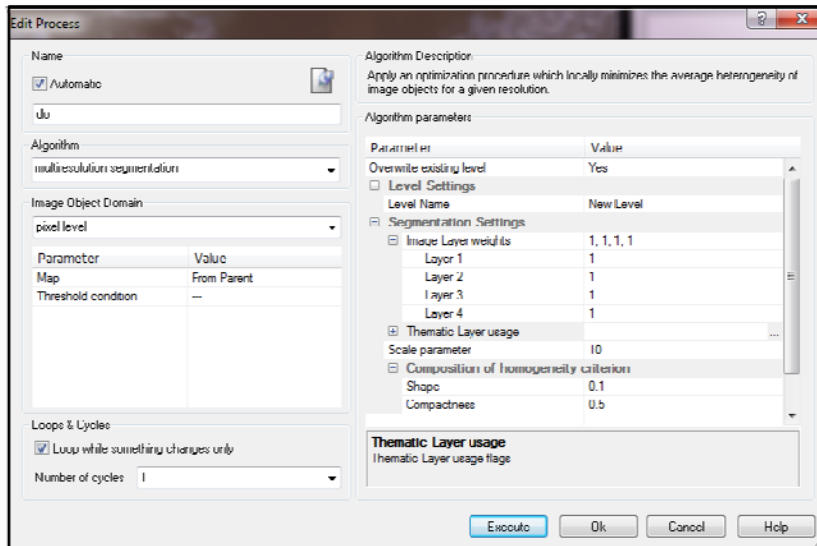 Edit Process
Name
Automatic
do
Algorithm
multiresolution segmentation
Image Object Domain
pixel level
Parameter Value
Map From Parent
Threshold condition ---
Loops & Cycles
Loop while something changes only
Number of cycles 1
Algorithm Description
Apply an optimization procedure which locally minimizes the average heterogeneity of
image objects for a given resolution.
Algorithm parameters
Parameter Value
Overwrite existing level Yes
Level Settings
Level Name New Level
Segmentation Settings
Image Layer weights 1, 1, 1, 1
Layer 1 1
Layer 2 1
Layer 3 1
Layer 4 1
Thematic Layer usage ...
Scale parameter 10
Composition of homogeneity criterion
Shape 0.1
Compactness 0.5
Thematic Layer usage
Thematic Layer usage flags
Execute Ok Cancel Help